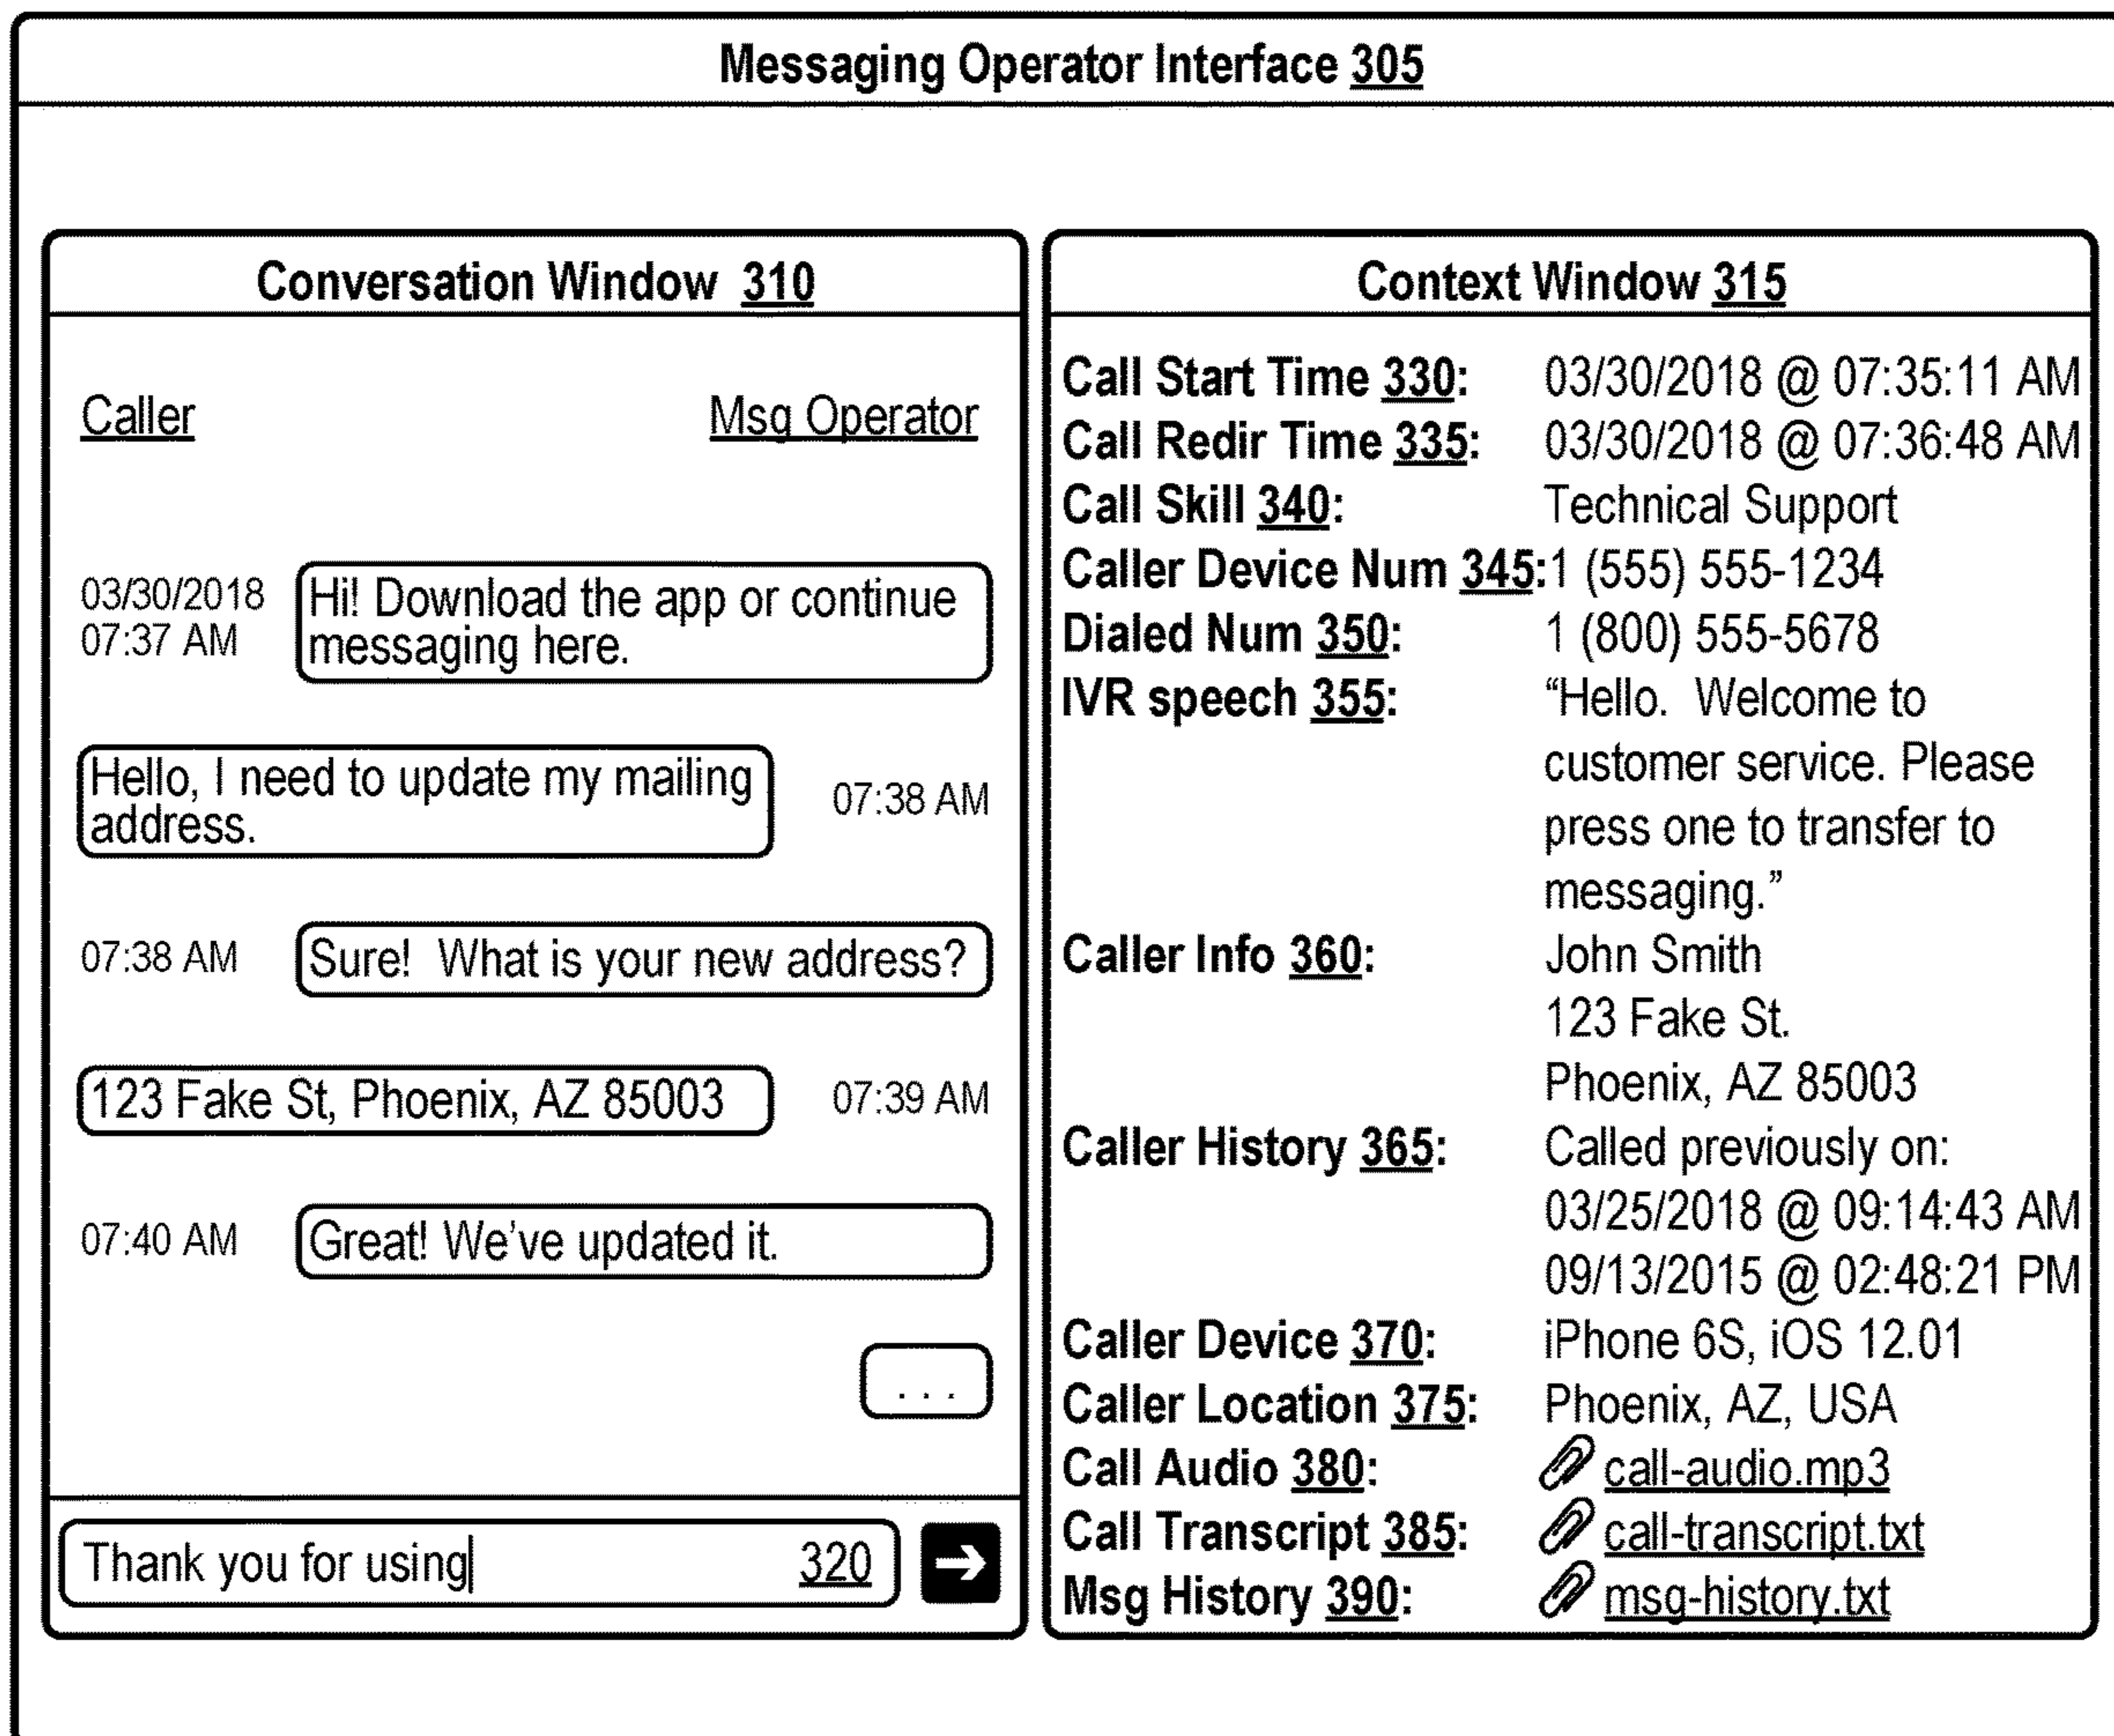 Messaging Operator Interface 305
Conversation Window 310
Caller
Msg Operator
03/30/2018
07:37 AM
Hi! Download the app or continue
messaging here.
Hello, I need to update my mailing
address.
07:38 AM
07:38 AM
Sure! What is your new address?
123 Fake St, Phoenix, AZ 85003
07:39 AM
07:40 AM
Great! We've updated it.
. . .
Thank you for using
320
Context Window 315
Call Start Time 330: 03/30/2018 @ 07:35:11 AM
Call Redir Time 335: 03/30/2018 @ 07:36:48 AM
Call Skill 340: Technical Support
Caller Device Num 345: 1 (555) 555-1234
Dialed Num 350: 1 (800) 555-5678
IVR speech 355: “Hello. Welcome to
customer service. Please
press one to transfer to
messaging.”
Caller Info 360: John Smith
123 Fake St.
Phoenix, AZ 85003
Caller History 365: Called previously on:
03/25/2018 @ 09:14:43 AM
09/13/2015 @ 02:48:21 PM
Caller Device 370: iPhone 6S, iOS 12.01
Caller Location 375: Phoenix, AZ, USA
Call Audio 380: call-audio.mp3
Call Transcript 385: call-transcript.txt
Msg History 390: msg-history.txt